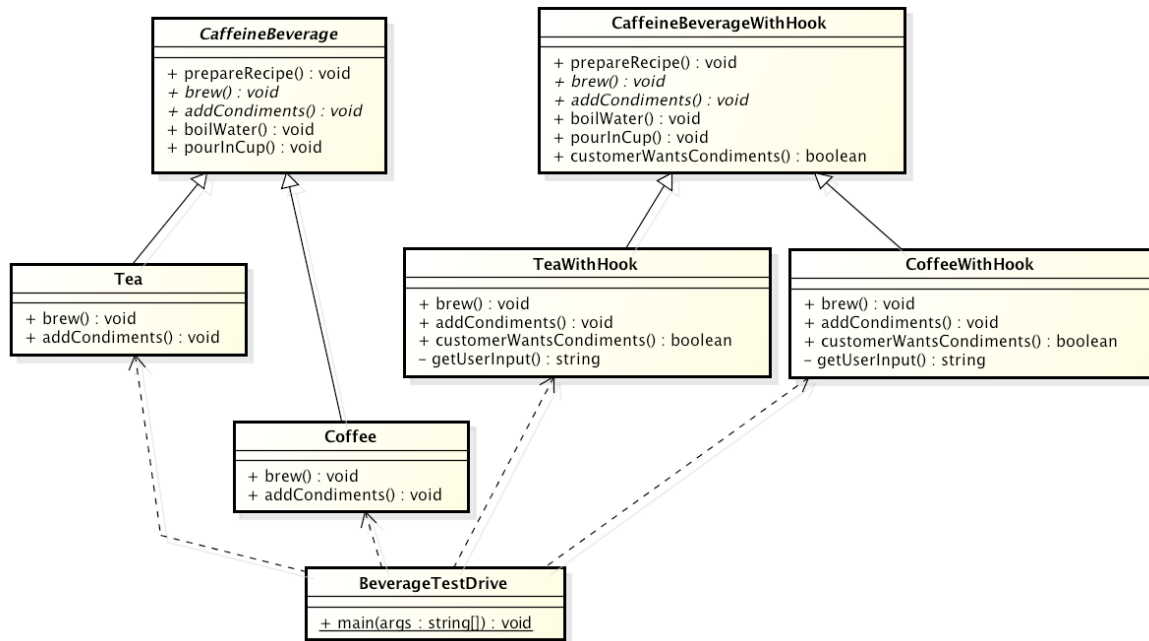 CaffeineBeverage
+ prepareRecipe() : void
+ brew() : void
+ addCondiments() : void
+ boilWater() : void
+ pourInCup() : void
CaffeineBeverageWithHook
+ prepareRecipe() : void
+ brew() : void
+ addCondiments() : void
+ boilWater() : void
+ pourInCup() : void
+ customerWantsCondiments() : boolean
Tea
+ brew() : void
+ addCondiments() : void
TeaWithHook
+ brew() : void
+ addCondiments() : void
+ customerWantsCondiments() : boolean
– getUserInput() : string
CoffeeWithHook
+ brew() : void
+ addCondiments() : void
+ customerWantsCondiments() : boolean
– getUserInput() : string
Coffee
+ brew() : void
+ addCondiments() : void
BeverageTestDrive
+ main(args : string[]) : void